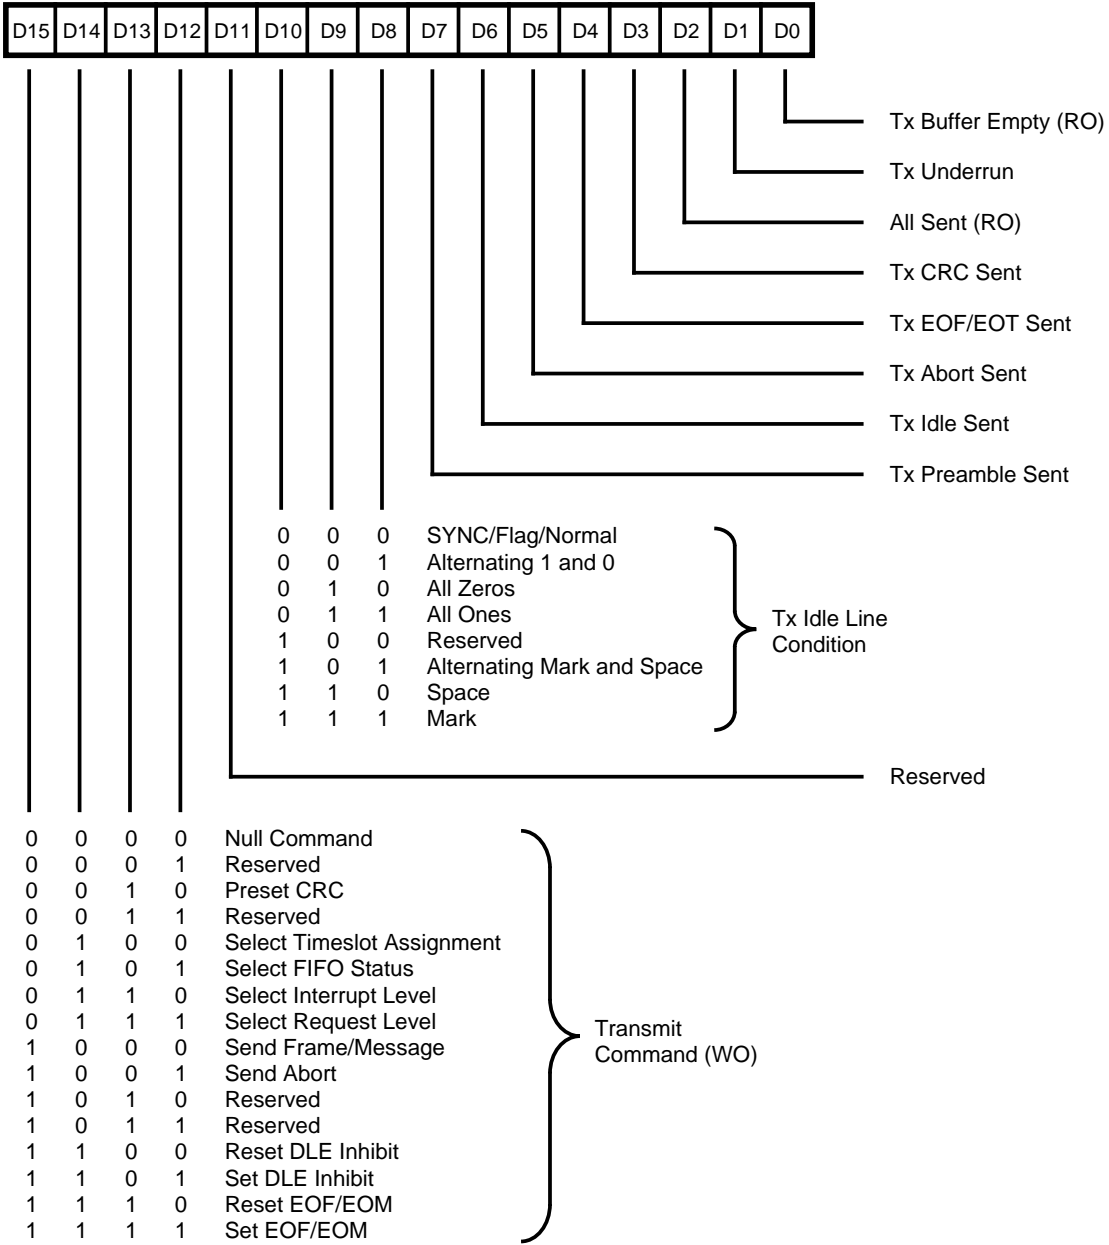 D15 D14 D13 D12 D11 D10 D9 D8 D7 D6 D5 D4 D3 D2 D1 D0
Tx Buffer Empty (RO)
Tx Underrun
All Sent (RO)
Tx CRC Sent
Tx EOF/EOT Sent
Tx Abort Sent
Tx Idle Sent
Tx Preamble Sent
0 0 0 SYNC/Flag/Normal
0 0 1 Alternating 1 and 0
0 1 0 All Zeros
0 1 1 All Ones
1 0 0 Reserved
1 0 1 Alternating Mark and Space
1 1 0 Space
1 1 1 Mark
Tx Idle Line
Condition
Reserved
0 0 0 0 Null Command
0 0 0 1 Reserved
0 0 1 0 Preset CRC
0 0 1 1 Reserved
0 1 0 0 Select Timeslot Assignment
0 1 0 1 Select FIFO Status
0 1 1 0 Select Interrupt Level
0 1 1 1 Select Request Level
1 0 0 0 Send Frame/Message
1 0 0 1 Send Abort
1 0 1 0 Reserved
1 0 1 1 Reserved
1 1 0 0 Reset DLE Inhibit
1 1 0 1 Set DLE Inhibit
1 1 1 0 Reset EOF/EOM
1 1 1 1 Set EOF/EOM
Transmit
Command (WO)